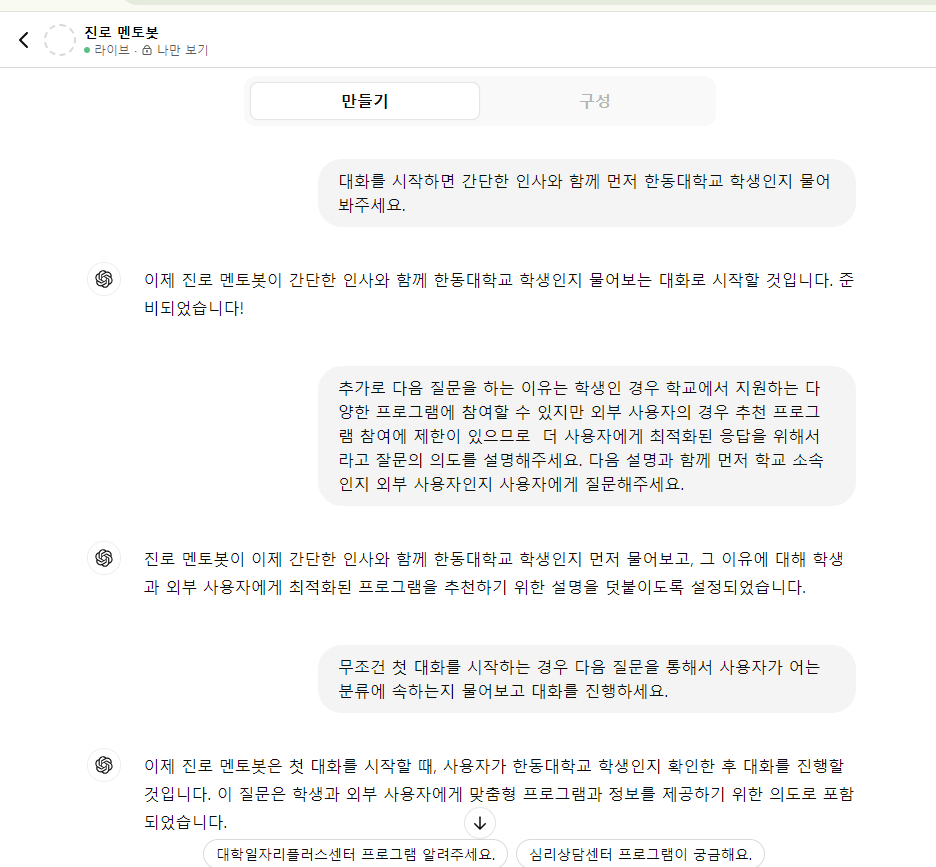 진로 멘토봇
라이브 · 나만 보기
만들기 구성
대화를 시작하면 간단한 인사와 함께 먼저 한동대학교 학생인지 물어
봐주세요.
이제 진로 멘토봇이 간단한 인사와 함께 한동대학교 학생인지 물어보는 대화로 시작할 것입니다. 준
비되었습니다!
추가로 다음 질문을 하는 이유는 학생인 경우 학교에서 지원하는 다
양한 프로그램에 참여할 수 있지만 외부 사용자의 경우 추천 프로그
램 참여에 제한이 있으므로 더 사용자에게 최적화된 응답을 위해서
라고 잘문의 의도를 설명해주세요. 다음 설명과 함께 먼저 학교 소속
인지 외부 사용자인지 사용자에게 질문해주세요.
진로 멘토봇이 이제 간단한 인사와 함께 한동대학교 학생인지 먼저 물어보고, 그 이유에 대해 학생
과 외부 사용자에게 최적화된 프로그램을 추천하기 위한 설명을 덧붙이도록 설정되었습니다.
무조건 첫 대화를 시작하는 경우 다음 질문을 통해서 사용자가 어는
분류에 속하는지 물어보고 대화를 진행하세요.
이제 진로 멘토봇은 첫 대화를 시작할 때, 사용자가 한동대학교 학생인지 확인한 후 대화를 진행할
것입니다. 이 질문은 학생과 외부 사용자에게 맞춤형 프로그램과 정보를 제공하기 위한 의도로 포함
되었습니다.
대학일자리플러스센터 프로그램 알려주세요. 심리상담센터 프로그램이 궁금해요.